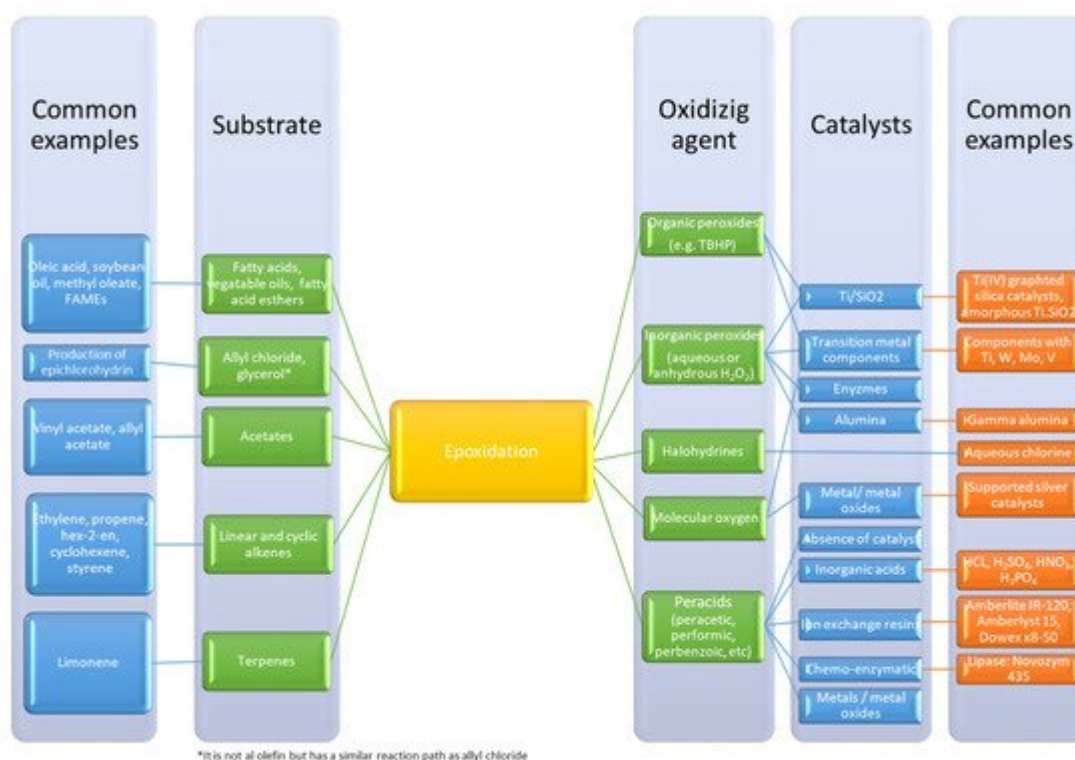 Common
examples
Substrate
Oxidizig
agent
Catalysts
Common
examples
Oleic acid, soybean
oil, methyl oleate,
FAMEs
Production of
epichlorohydrin
Vinyl acetate, allyl
acetate
Ethylene, propene,
hex-2-en,
cyclohexene,
styrene
Limonene
Fatty acids,
vegatable oils, fatty
acid esthers
Allyl chloride,
glycerol*
Acetates
Linear and cyclic
alkenes
Terpenes
Epoxidation
Organic peroxides
(e.g. TBHP)
Inorganic peroxides
(aqueous or
anhydrous H₂O₂)
Halohydrines
Molecular oxygen
Peracids
(peracetic,
performic,
perbenzoic, etc)
Ti/SiO2
Transition metal
components
Enyzmes
Alumina
Metal/ metal
oxides
Absence of catalyst
Inorganic acids
Ion exchange resins
Chemo-enzymatic
Metals / metal
oxides
Ti(IV) graphted
silica catalysts,
amorphous Ti.SiO2
Components with
Ti, W, Mo, V
Gamma alumina
Aqueous chlorine
Supported silver
catalysts
HCL, H₂SO₄, HNO₃,
H₃PO₄
Amberlite IR-120,
Amberlyst 15,
Dowex x8-50
Lipase: Novozym
435
*It is not al olefin but has a similar reaction path as allyl chloride